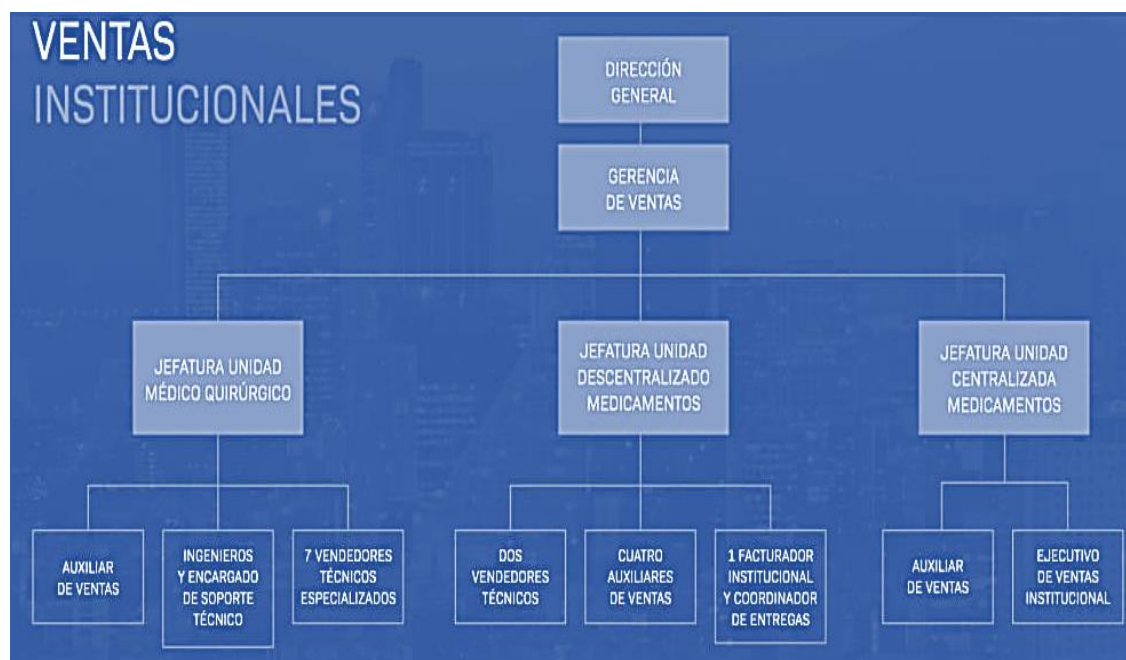 VENTAS
INSTITUCIONALES
DIRECCIÓN
GENERAL
GERENCIA
DE VENTAS
JEFATURA UNIDAD
MÉDICO QUIRÚRGICO
JEFATURA UNIDAD
DESCENTRALIZADO
MEDICAMENTOS
JEFATURA UNIDAD
CENTRALIZADA
MEDICAMENTOS
AUXILIAR
DE VENTAS
INGENIEROS
Y ENCARGADO
DE SOPORTE
TÉCNICO
7 VENDEDORES
TÉCNICOS
ESPECIALIZADOS
DOS
VENDEDORES
TÉCNICOS
CUATRO
AUXILIARES
DE VENTAS
1 FACTURADOR
INSTITUCIONAL
Y COORDINADOR
DE ENTREGAS
AUXILIAR
DE VENTAS
EJECUTIVO
DE VENTAS
INSTITUCIONAL